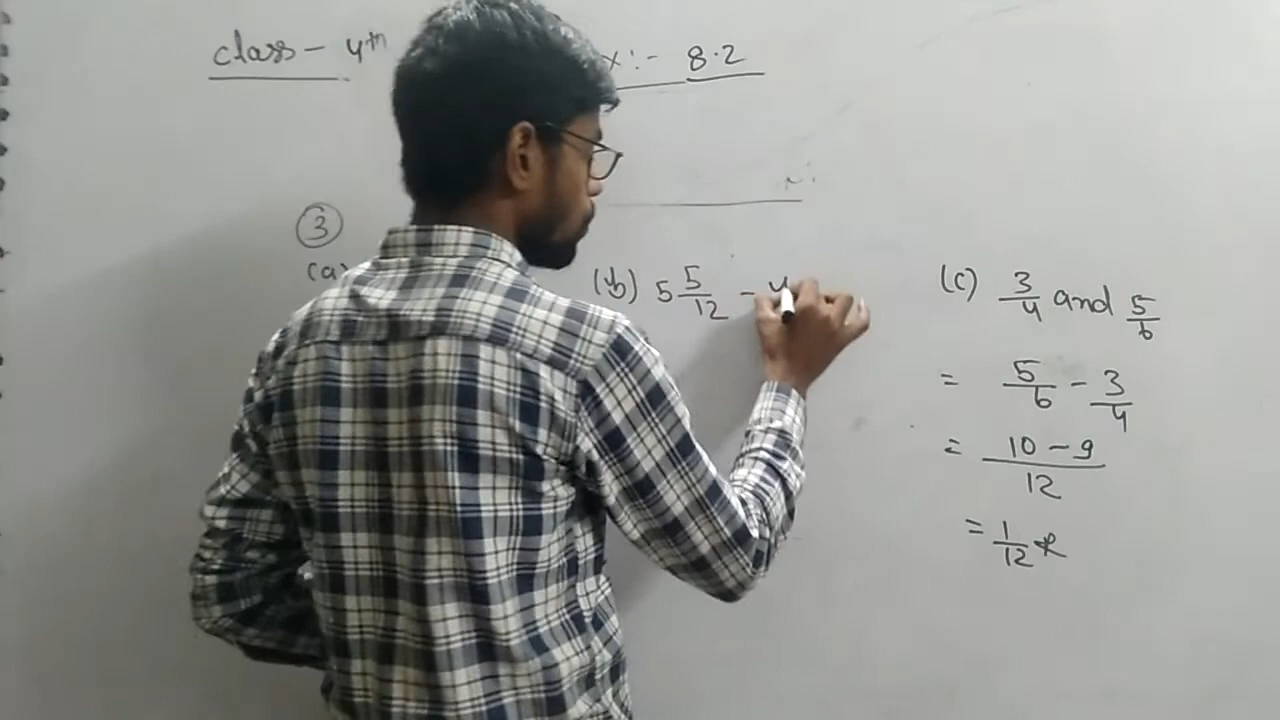 class - 4th
x :- 8.2
3
(a)
(b) 5 5/12 - 4
(c) 3/4 and 5/6
= 5/6 - 3/4
= 10 - 9/12
= 1/12